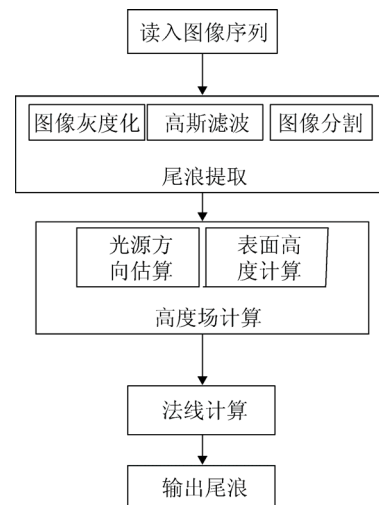 读入图像序列
图像灰度化 高斯滤波 图像分割
尾浪提取
光源方
向估算
表面高
度计算
高度场计算
法线计算
输出尾浪